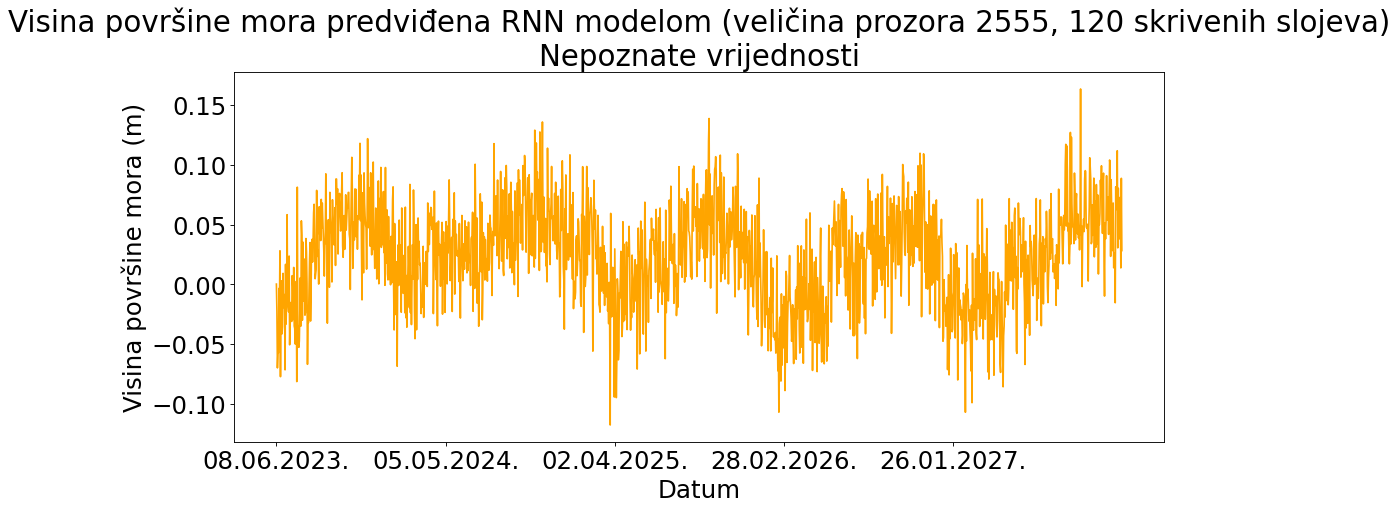 Visina površine mora predviđena RNN modelom (veličina prozora 2555, 120 skrivenih slojeva)
Nepoznate vrijednosti
Visina površine mora (m)
0.15
0.10
0.05
0.00
−0.05
−0.10
08.06.2023. 05.05.2024. 02.04.2025. 28.02.2026. 26.01.2027.
Datum